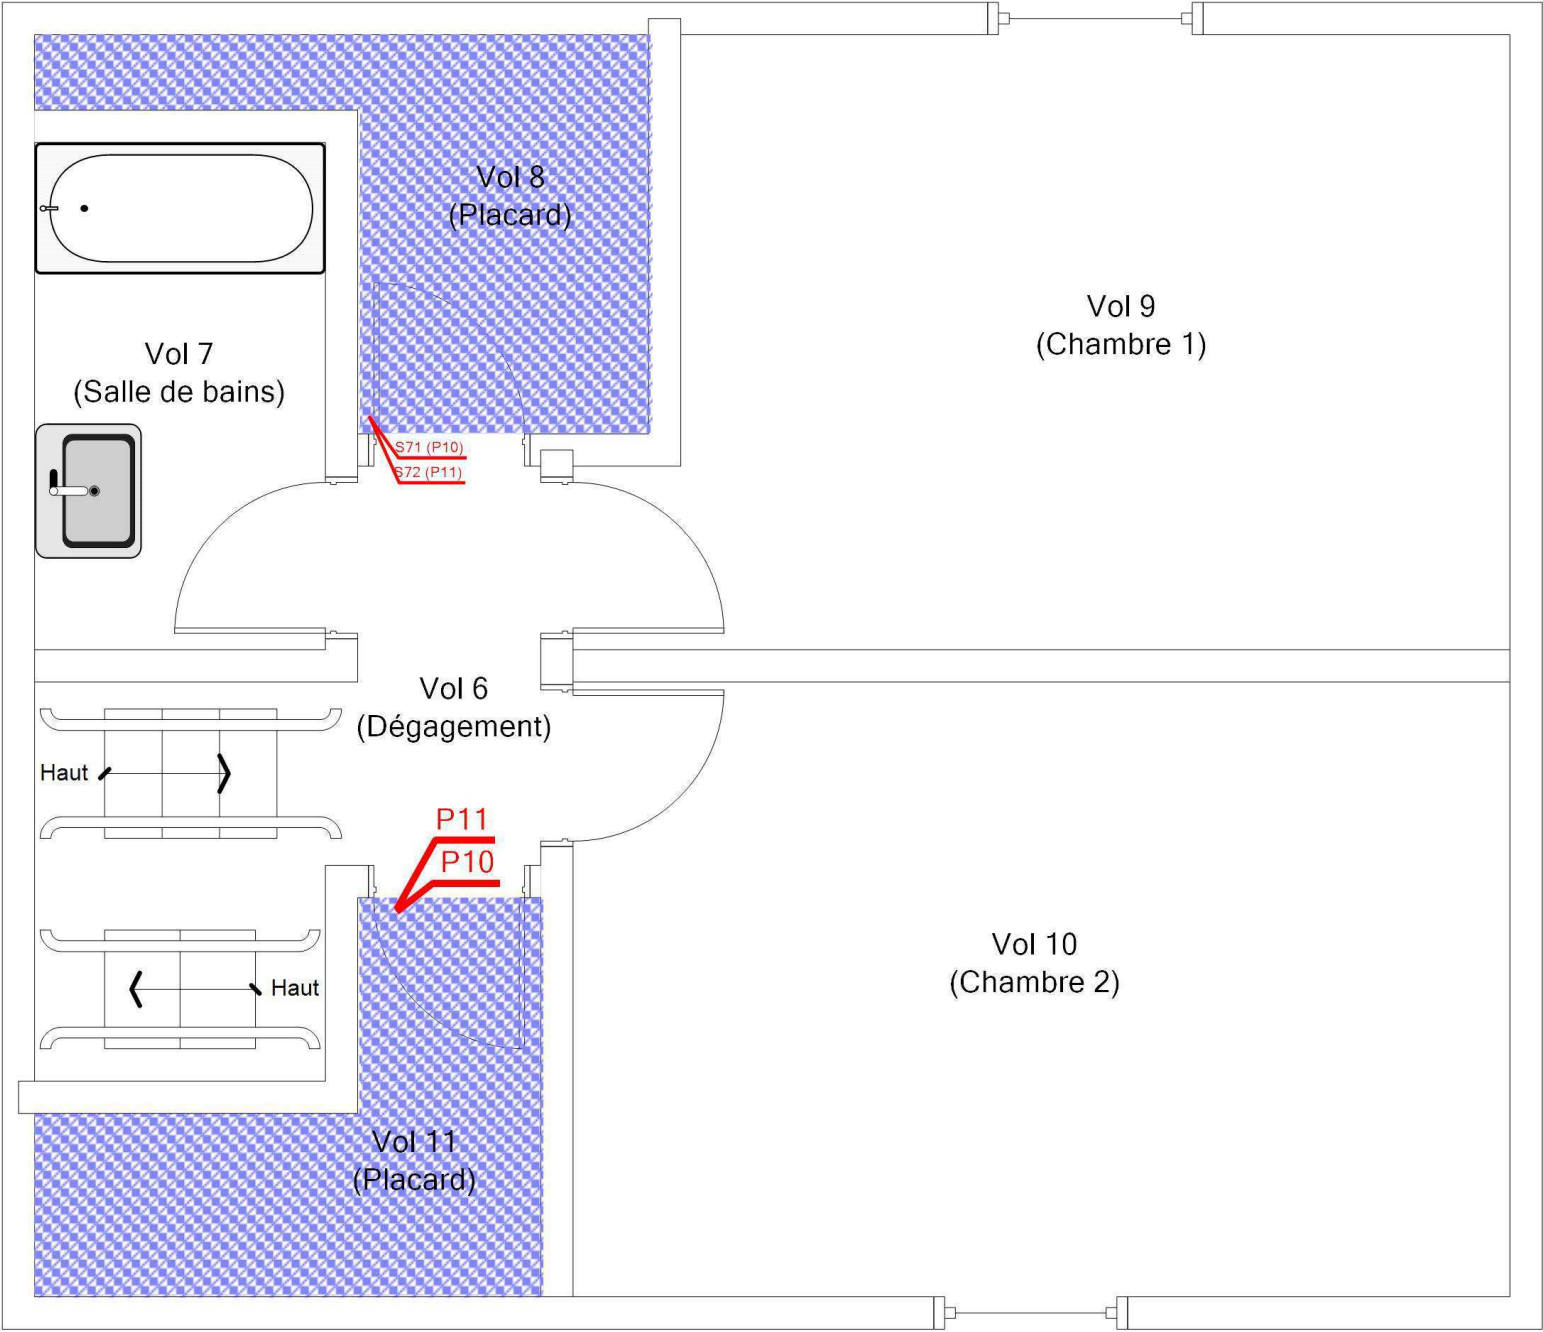 Vol 8
(Placard)
Vol 9
(Chambre 1)
Vol 7
(Salle de bains)
S71 (P10)
S72 (P11)
Vol 6
(Dégagement)
Haut
P11
P10
Vol 10
(Chambre 2)
Haut
Vol 11
(Placard)